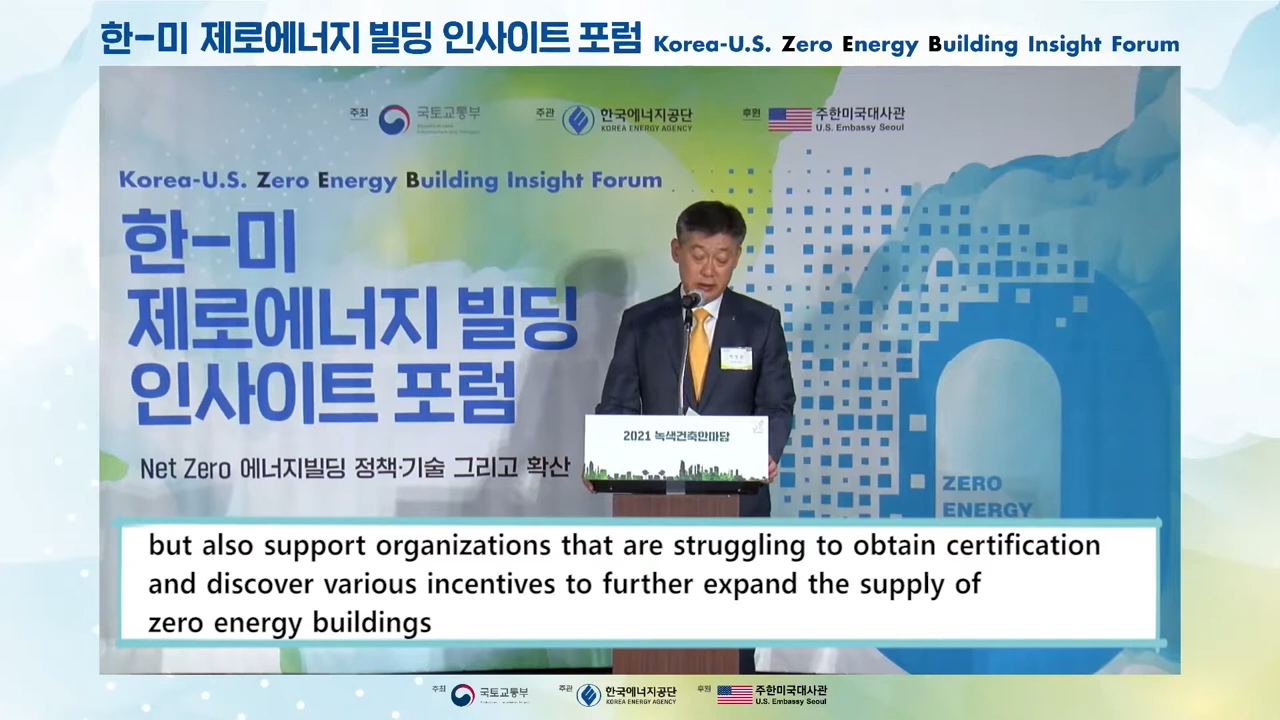 한-미 제로에너지 빌딩 인사이트 포럼 Korea-U.S. Zero Energy Building Insight Forum
주최 국토교통부 주관 한국에너지공단 KOREA ENERGY AGENCY 후원 주한미국대사관 U.S. Embassy Seoul
Korea-U.S. Zero Energy Building Insight Forum
한-미
제로에너지 빌딩
인사이트 포럼
Net Zero 에너지빌딩 정책·기술 그리고 확산
2021 녹색건축한마당
ZERO
ENERGY
but also support organizations that are struggling to obtain certification
and discover various incentives to further expand the supply of
zero energy buildings
주최 국토교통부 주관 한국에너지공단 KOREA ENERGY AGENCY 후원 주한미국대사관 U.S. Embassy Seoul